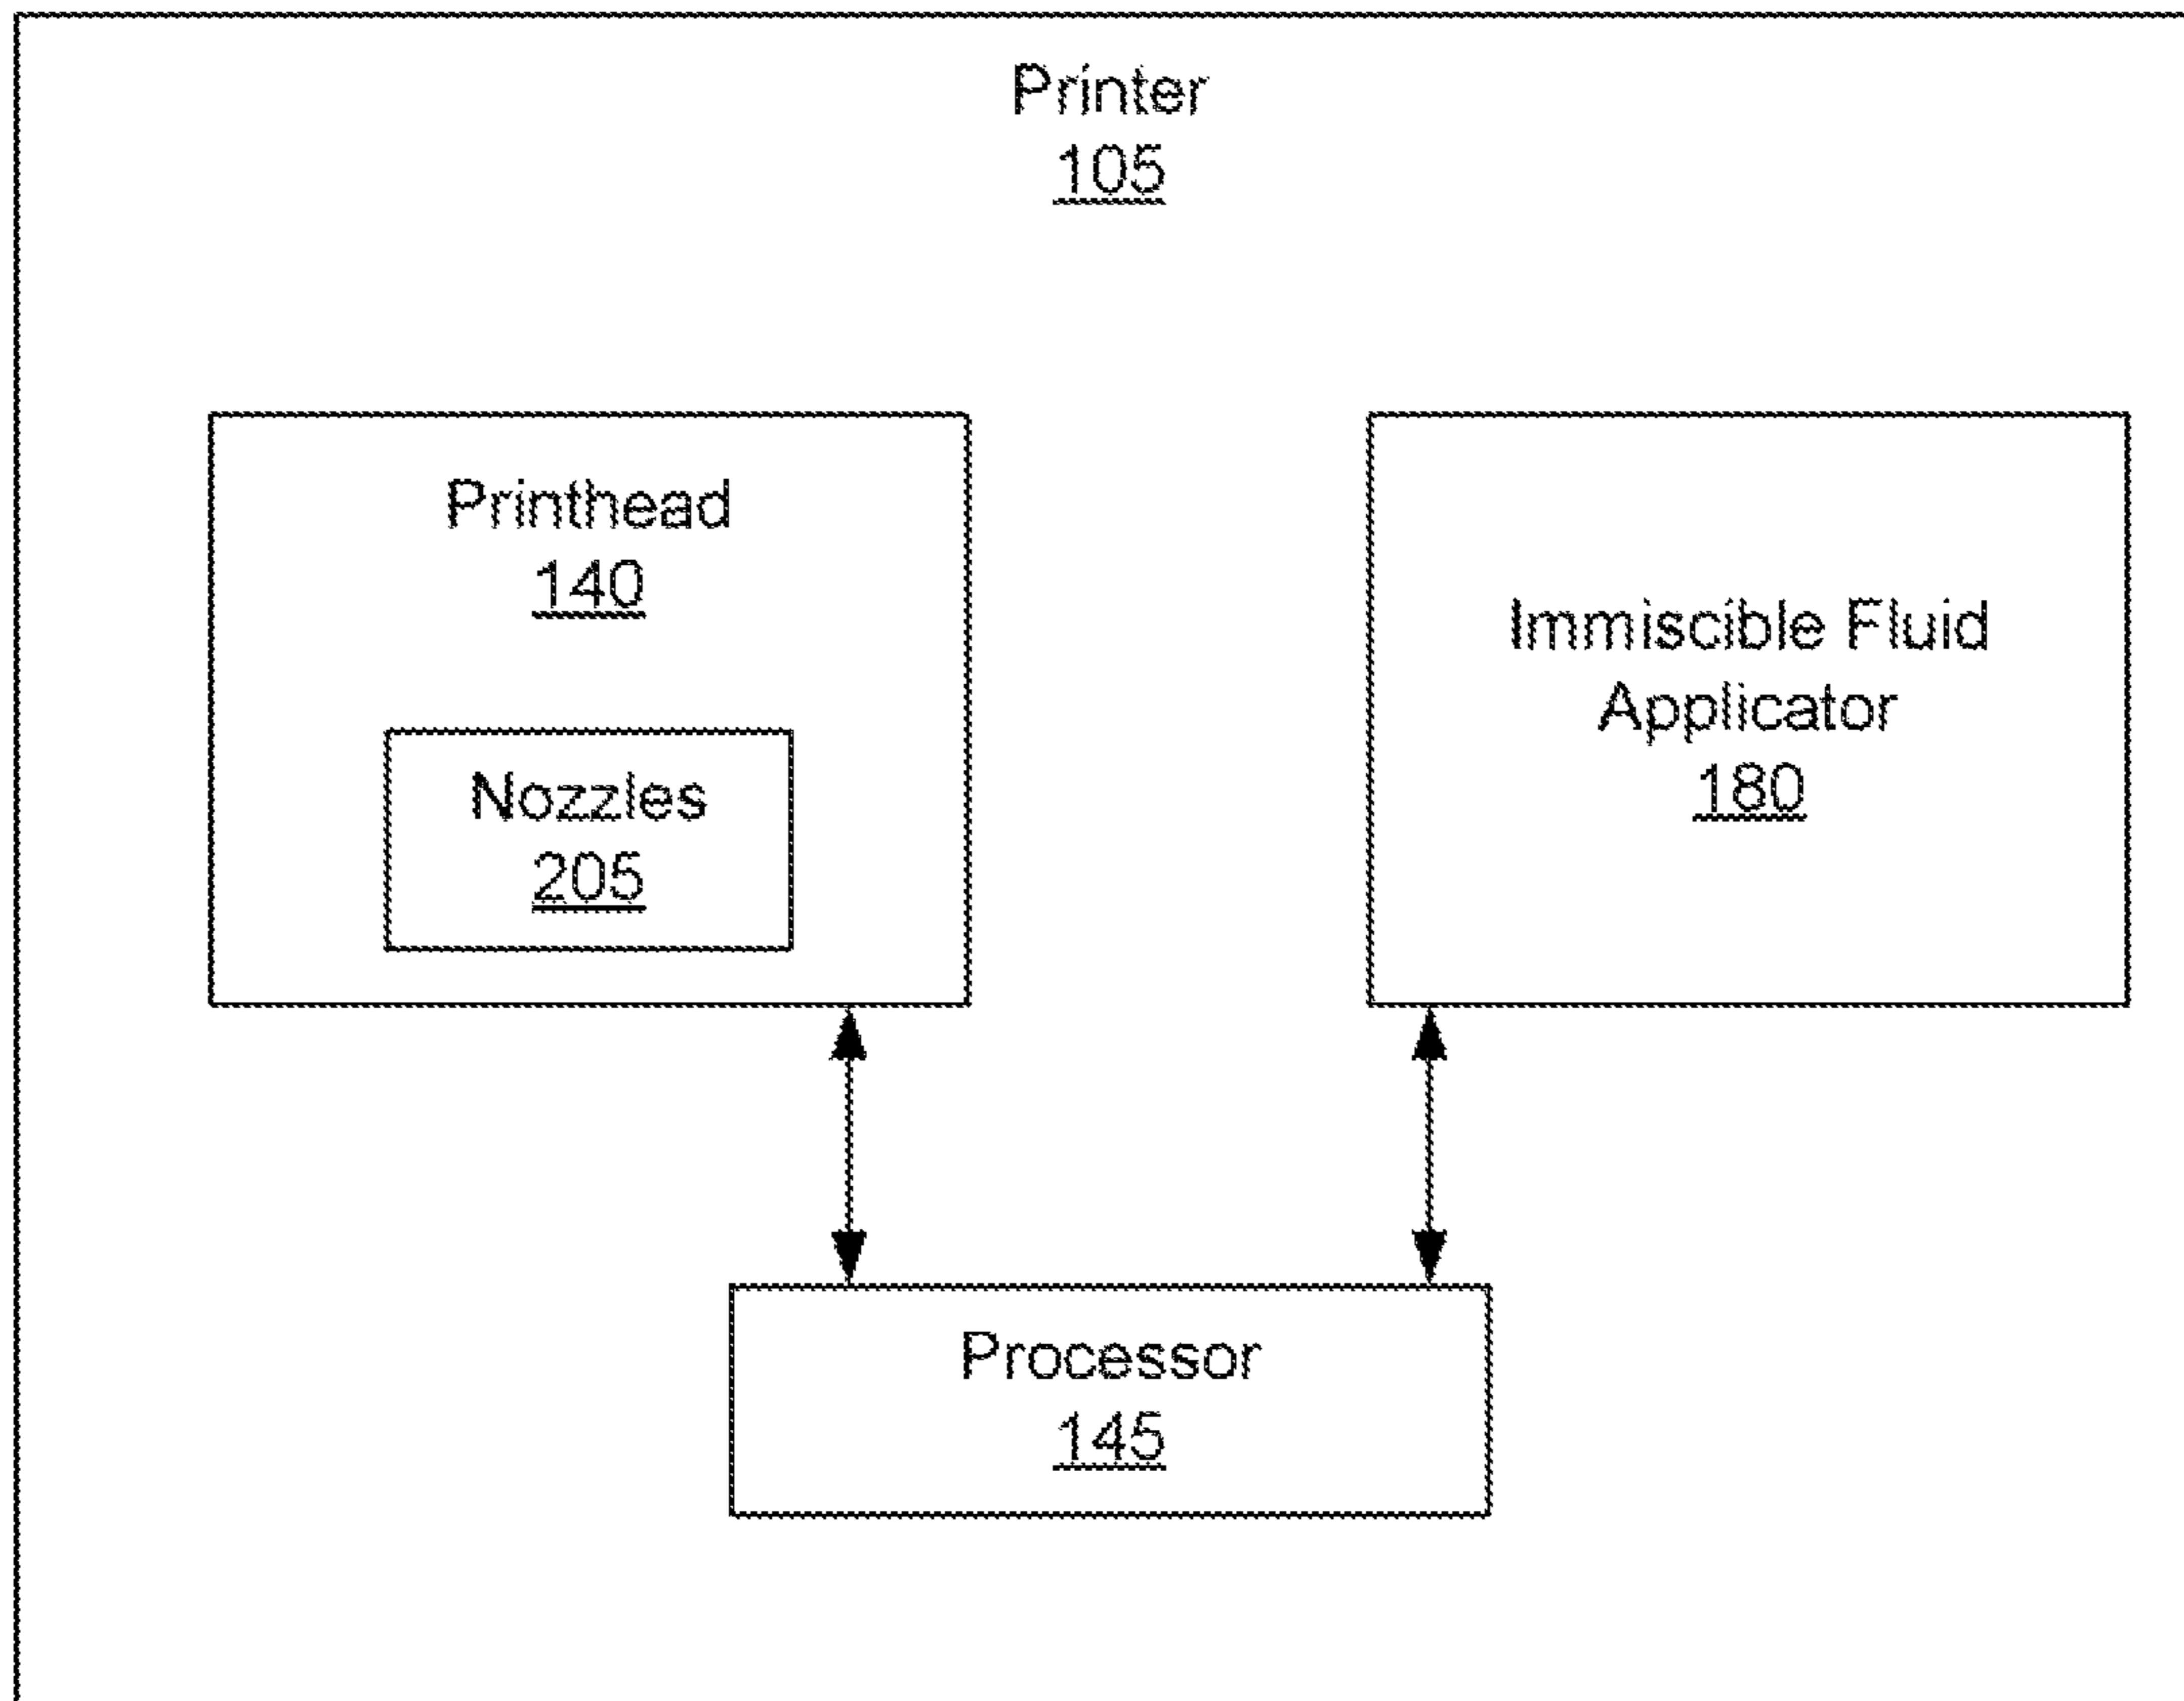 Printer
105
Printhead
140
Nozzles
205
Immiscible Fluid
Applicator
180
Processor
145